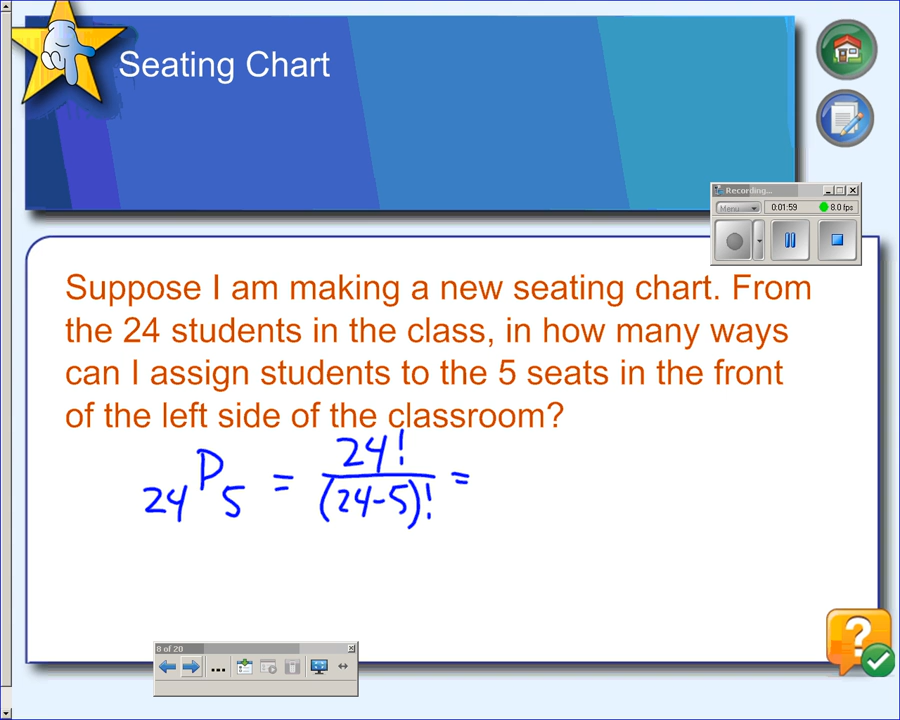 Seating Chart
Recording...
Menu
0:01:59
8.0 fps
Suppose I am making a new seating chart. From
the 24 students in the class, in how many ways
can I assign students to the 5 seats in the front
of the left side of the classroom?
24 P 5 = 24! / (24-5)! =
8 of 20